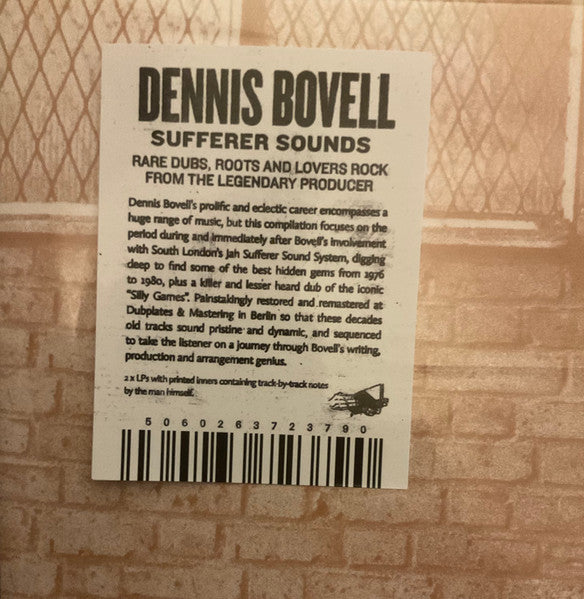 DENNIS BOVELL
SUFFERER SOUNDS
RARE DUBS, ROOTS AND LOVERS ROCK
FROM THE LEGENDARY PRODUCER
Dennis Bovell's prolific and eclectic career encompasses a
huge range of music, but this compilation focuses on the
period during and immediately after Bovell's involvement
with South London's Jah Sufferer Sound System, digging
deep to find some of the best hidden gems from 1976
to 1980, plus a killer and lesser heard dub of the iconic
"Silly Games". Painstakingly restored and remastered at
Dubplates & Mastering in Berlin so that these decades
old tracks sound pristine and dynamic, and sequenced
to take the listener on a journey through Bovell's writing,
production and arrangement genius.
2 x LPs with printed inners containing track-by-track notes
by the man himself.
5060263723790